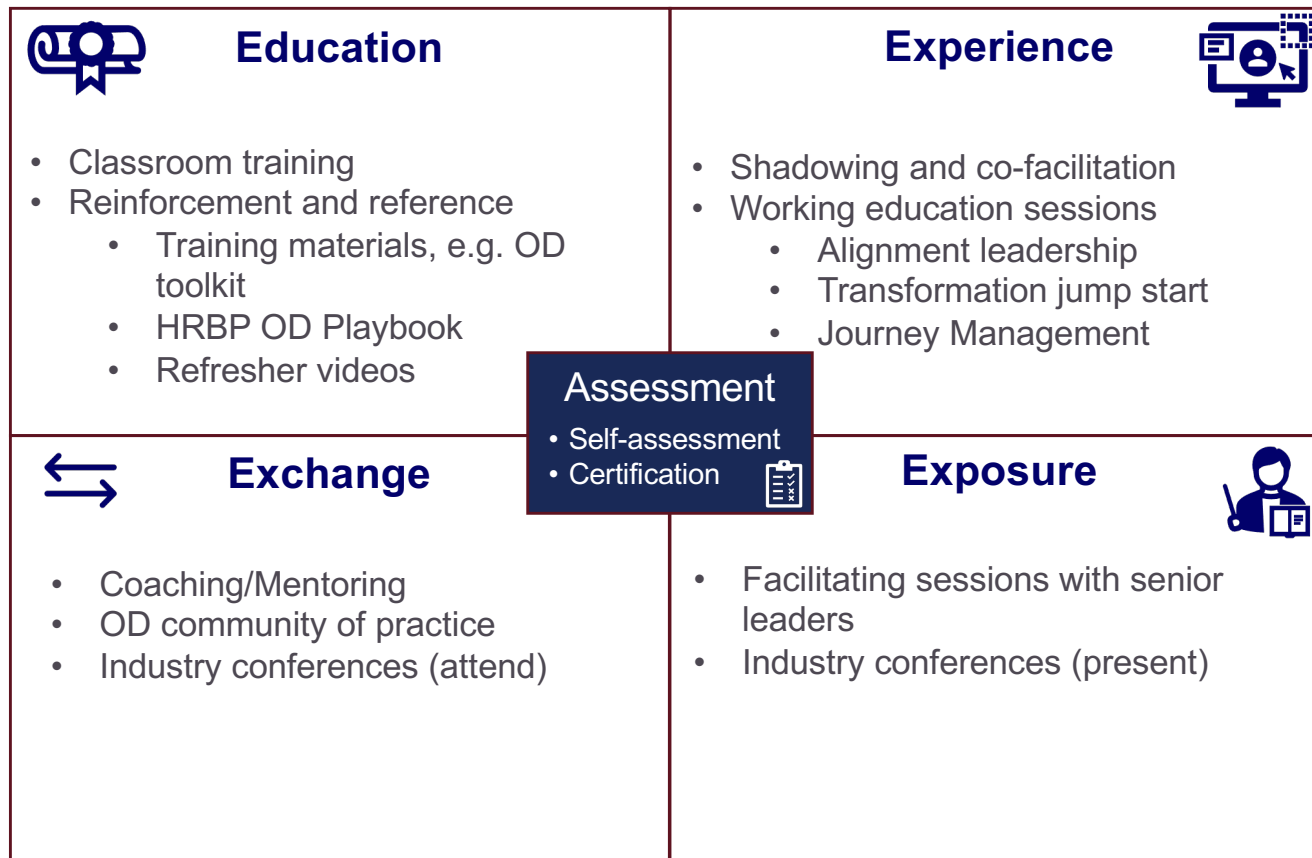 Education
• Classroom training
• Reinforcement and reference
• Training materials, e.g. OD
toolkit
• HRBP OD Playbook
• Refresher videos
Experience
• Shadowing and co-facilitation
• Working education sessions
• Alignment leadership
• Transformation jump start
• Journey Management
Assessment
• Self-assessment
• Certification
Exchange
• Coaching/Mentoring
• OD community of practice
• Industry conferences (attend)
Exposure
• Facilitating sessions with senior
leaders
• Industry conferences (present)